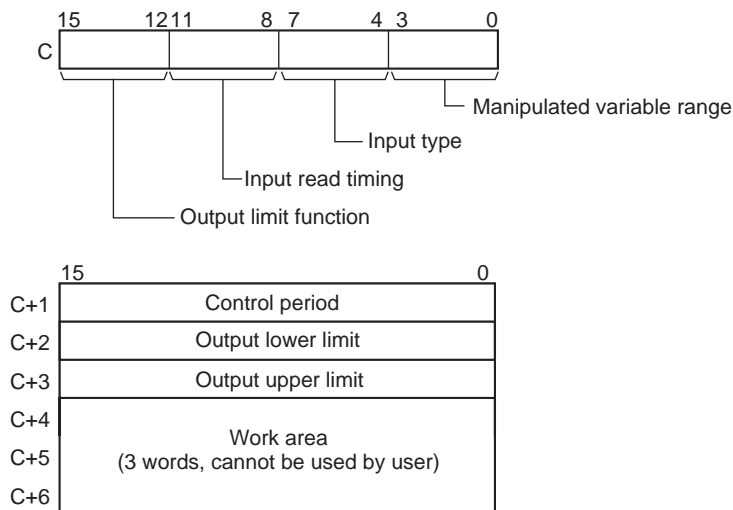 15 12 11 8 7 4 3 0
C
Manipulated variable range
Input type
Input read timing
Output limit function
15 0
C+1 Control period
C+2 Output lower limit
C+3 Output upper limit
C+4
Work area
C+5 (3 words, cannot be used by user)
C+6